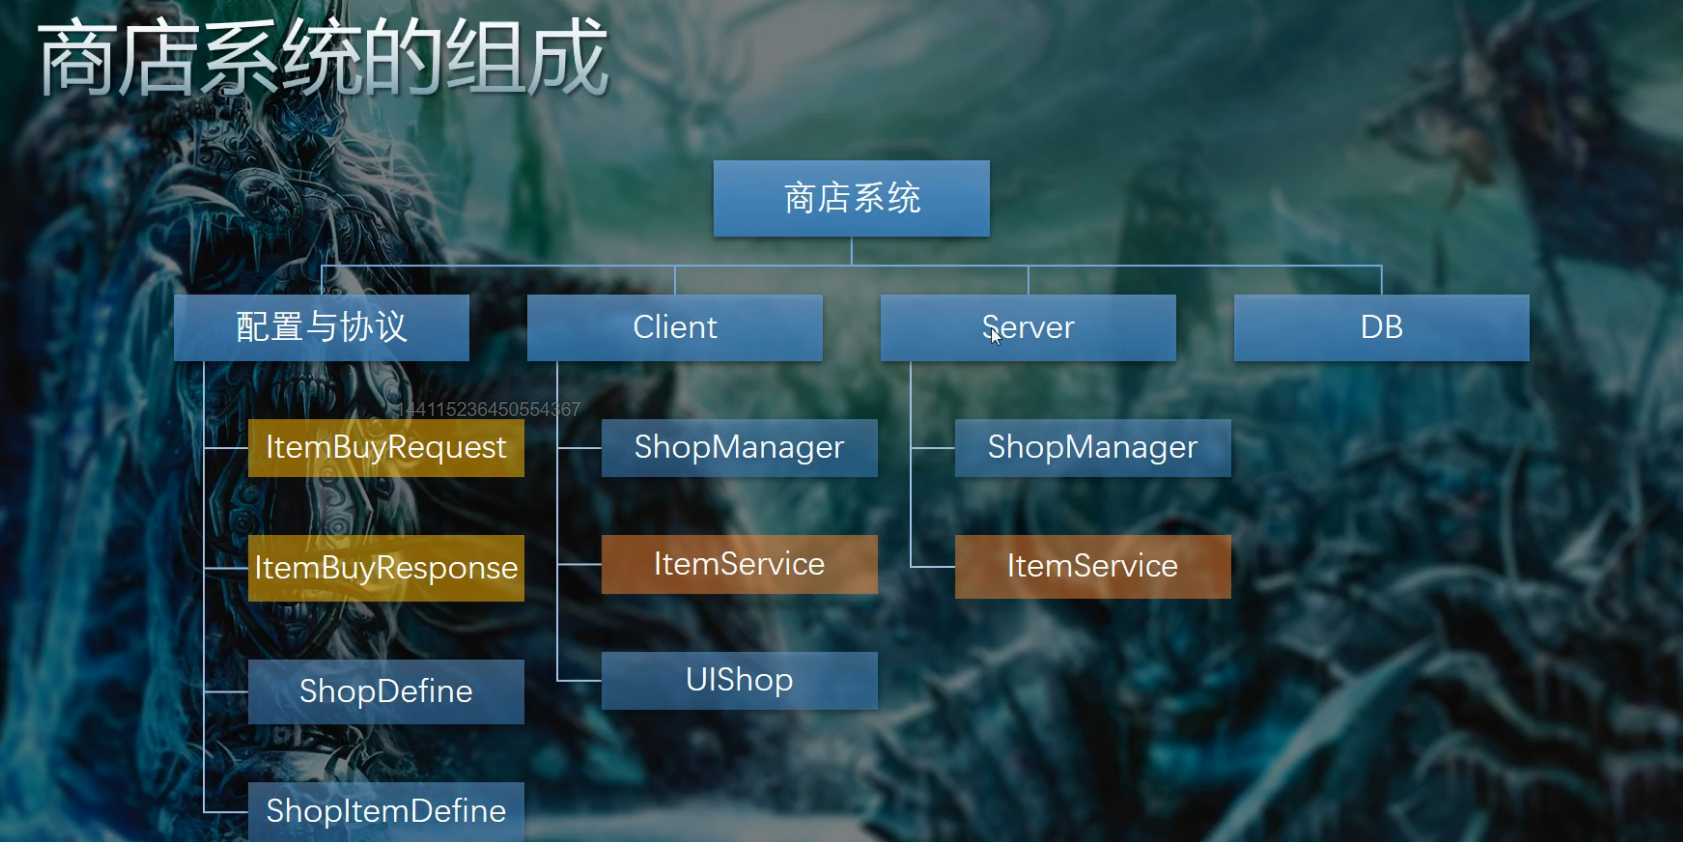 商店系统的组成
商店系统
配置与协议
Client
Server
DB
144115236450554367
ItemBuyRequest
ShopManager
ShopManager
ItemBuyResponse
ItemService
ItemService
ShopDefine
UIShop
ShopItemDefine